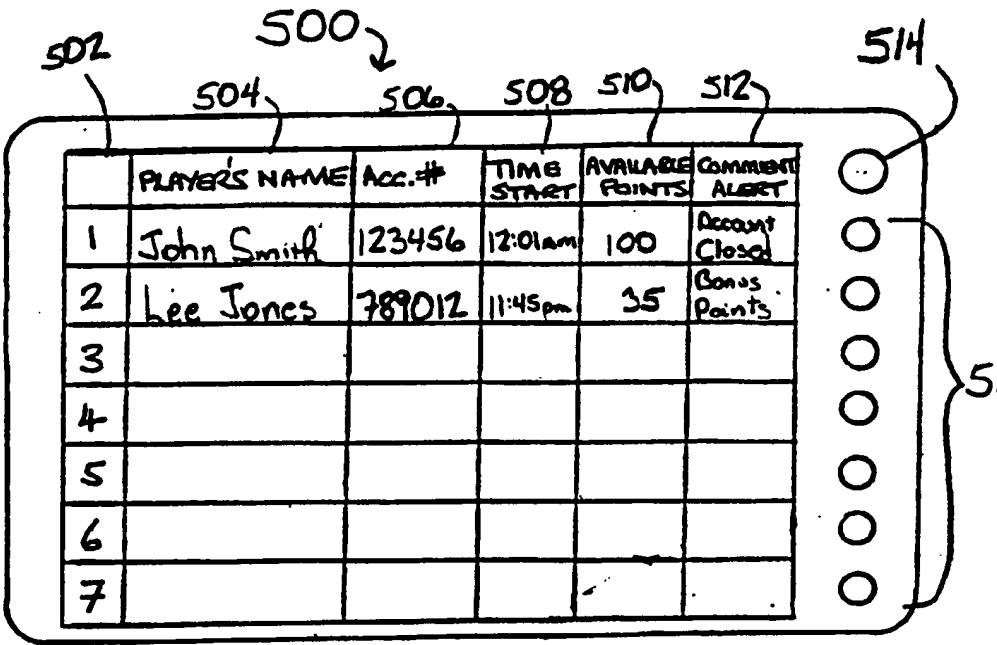 500
502
514
504
506
508
510
512
PLAYER'S NAME
Acc.#
TIME
START
AVAILABLE
POINTS
COMMENT
ALERT
1
John Smith
123456
12:01am
100
Account
Closed
2
Lee Jones
789012
11:45pm
35
Bonus
Points
3
4
5
6
7